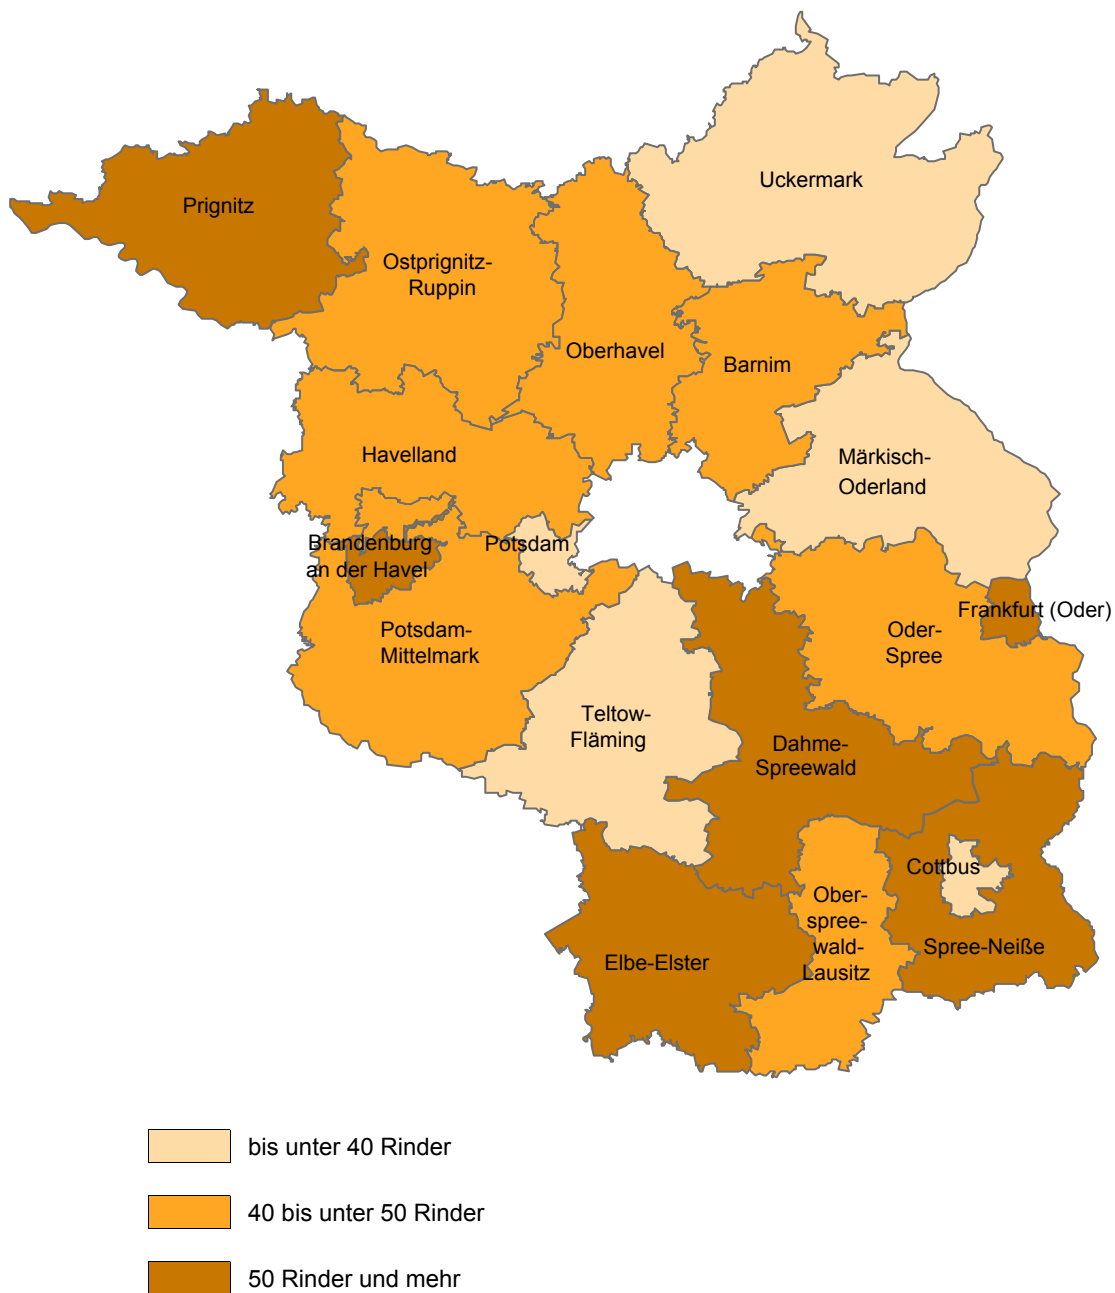 Uckermark
Prignitz
Ostprignitz-
Ruppin
Oberhavel
Barnim
Havelland
Märkisch-
Oderland
Brandenburg
an der Havel
Potsdam
Frankfurt (Oder)
Potsdam-
Mittelmark
Oder-
Spree
Teltow-
Fläming
Dahme-
Spreewald
Cottbus
Ober-
spree-
wald-
Lausitz
Spree-Neiße
Elbe-Elster
bis unter 40 Rinder
40 bis unter 50 Rinder
50 Rinder und mehr